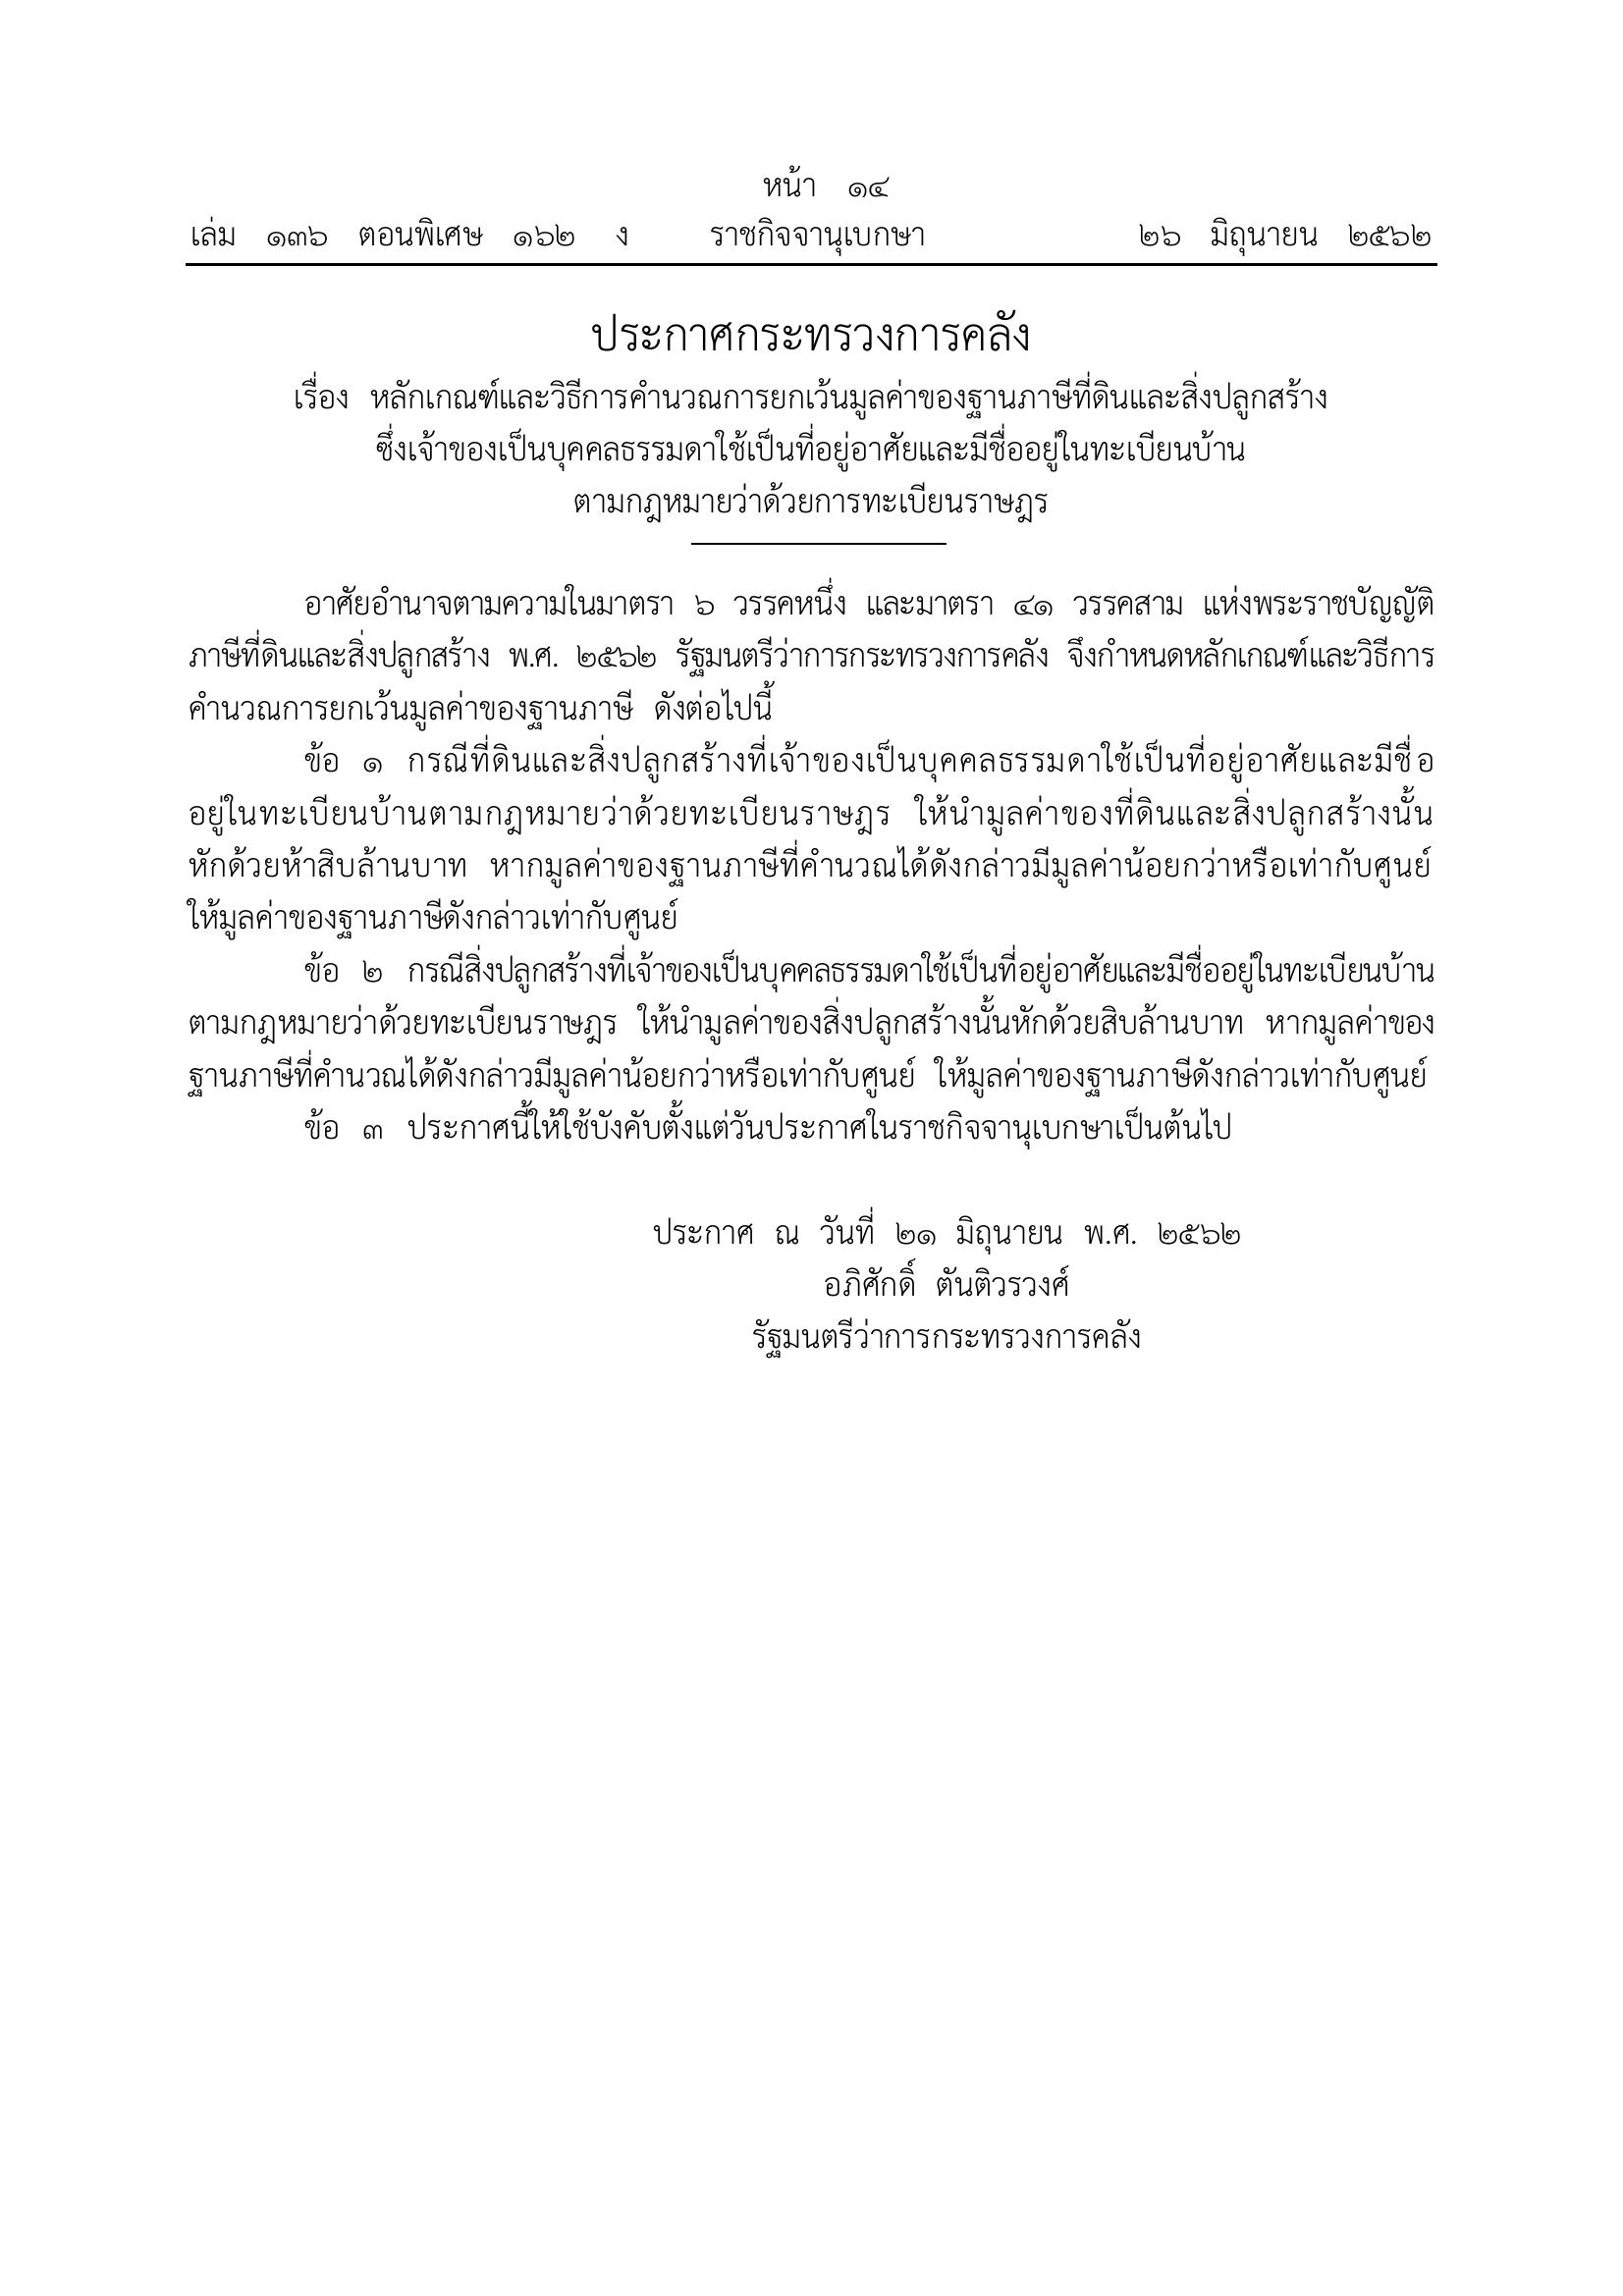 หน้า ๑๔
เล่ม ๑๓๖ ตอนพิเศษ ๑๖๒ ง ราชกิจจานุเบกษา ๒๖ มิถุนายน ๒๕๖๒
ประกาศกระทรวงการคลัง
เรื่อง หลักเกณฑ์และวิธีการคำนวณการยกเว้นมูลค่าของฐานภาษีที่ดินและสิ่งปลูกสร้าง
ซึ่งเจ้าของเป็นบุคคลธรรมดาใช้เป็นที่อยู่อาศัยและมีชื่ออยู่ในทะเบียนบ้าน
ตามกฎหมายว่าด้วยการทะเบียนราษฎร
อาศัยอำนาจตามความในมาตรา ๖ วรรคหนึ่ง และมาตรา ๔๑ วรรคสาม แห่งพระราชบัญญัติ
ภาษีที่ดินและสิ่งปลูกสร้าง พ.ศ. ๒๕๖๒ รัฐมนตรีว่าการกระทรวงการคลัง จึงกำหนดหลักเกณฑ์และวิธีการ
คำนวณการยกเว้นมูลค่าของฐานภาษี ดังต่อไปนี้
ข้อ ๑ กรณีที่ดินและสิ่งปลูกสร้างที่เจ้าของเป็นบุคคลธรรมดาใช้เป็นที่อยู่อาศัยและมีชื่อ
อยู่ในทะเบียนบ้านตามกฎหมายว่าด้วยทะเบียนราษฎร ให้นำมูลค่าของที่ดินและสิ่งปลูกสร้างนั้น
หักด้วยห้าสิบล้านบาท หากมูลค่าของฐานภาษีที่คำนวณได้ดังกล่าวมีมูลค่าน้อยกว่าหรือเท่ากับศูนย์
ให้มูลค่าของฐานภาษีดังกล่าวเท่ากับศูนย์
ข้อ ๒ กรณีสิ่งปลูกสร้างที่เจ้าของเป็นบุคคลธรรมดาใช้เป็นที่อยู่อาศัยและมีชื่ออยู่ในทะเบียนบ้าน
ตามกฎหมายว่าด้วยทะเบียนราษฎร ให้นำมูลค่าของสิ่งปลูกสร้างนั้นหักด้วยสิบล้านบาท หากมูลค่าของ
ฐานภาษีที่คำนวณได้ดังกล่าวมีมูลค่าน้อยกว่าหรือเท่ากับศูนย์ ให้มูลค่าของฐานภาษีดังกล่าวเท่ากับศูนย์
ข้อ ๓ ประกาศนี้ให้ใช้บังคับตั้งแต่วันประกาศในราชกิจจานุเบกษาเป็นต้นไป
ประกาศ ณ วันที่ ๒๑ มิถุนายน พ.ศ. ๒๕๖๒
อภิศักดิ์ ตันติวรวงศ์
รัฐมนตรีว่าการกระทรวงการคลัง